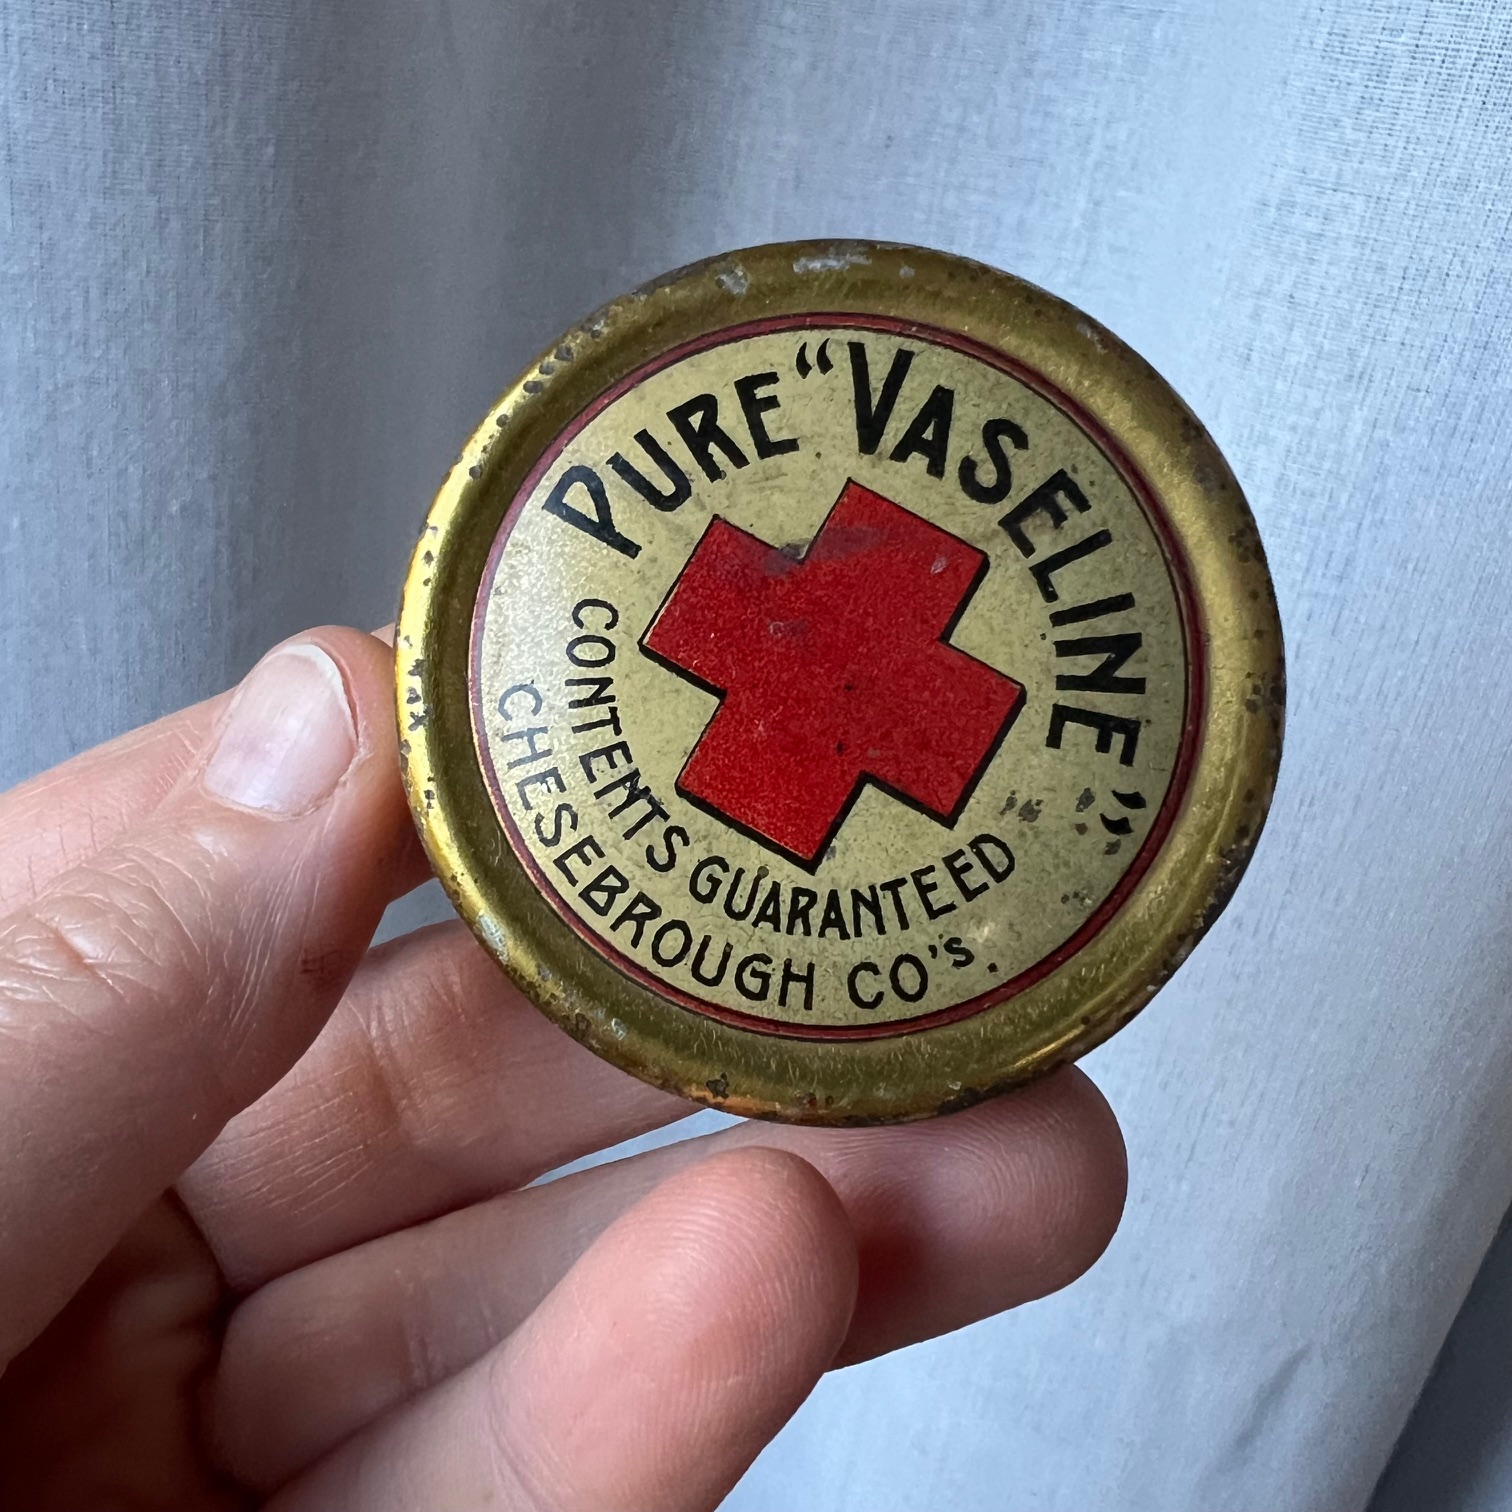 PURE “VASELINE”
CONTENTS GUARANTEED
CHESEBROUGH CO's.